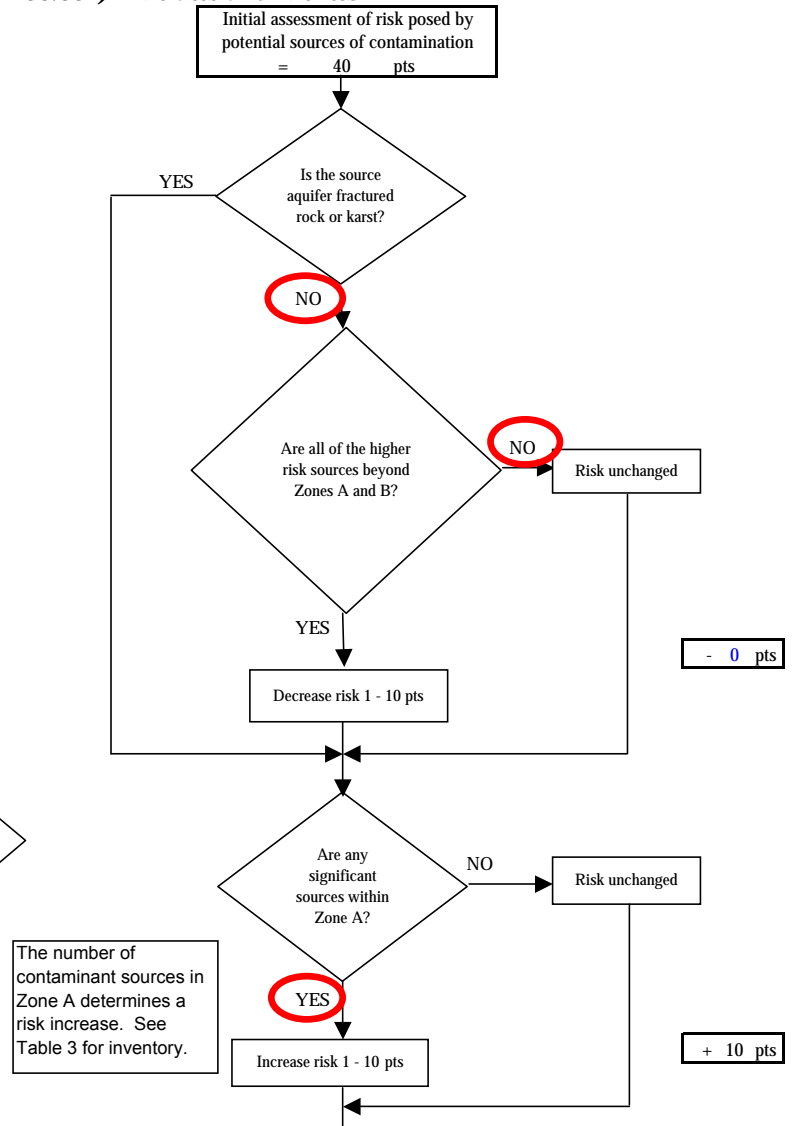 Initial assessment of risk posed by
potential sources of contamination
= 40 pts
Is the source
aquifer fractured
rock or karst?
YES
NO
Are all of the higher
risk sources beyond
Zones A and B?
NO
Risk unchanged
YES
- 0 pts
Decrease risk 1 - 10 pts
Are any
significant
sources within
Zone A?
NO
Risk unchanged
The number of
contaminant sources in
Zone A determines a
risk increase. See
Table 3 for inventory.
YES
Increase risk 1 - 10 pts
+ 10 pts